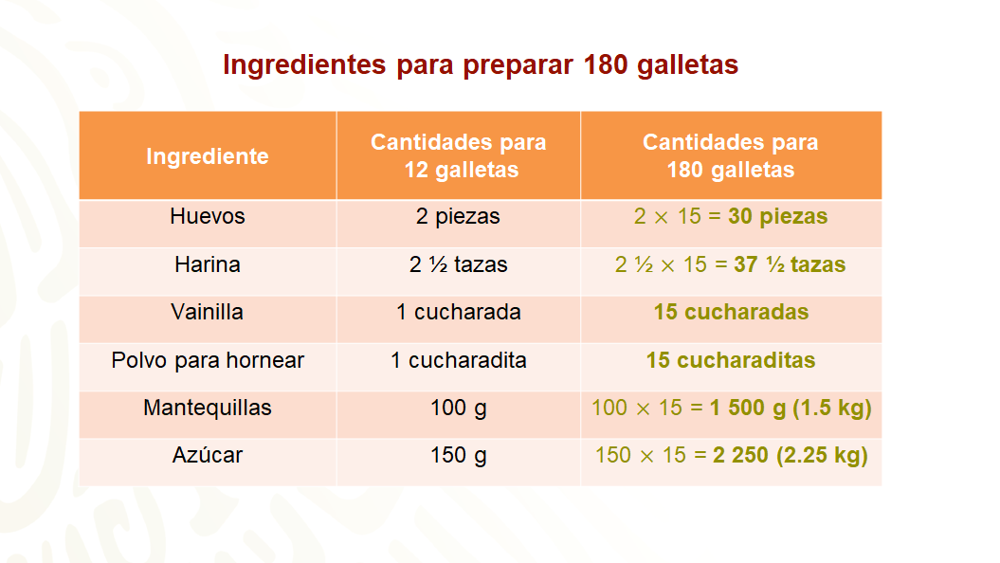 Ingredientes para preparar 180 galletas
Ingrediente
Cantidades para
12 galletas
Cantidades para
180 galletas
Huevos 2 piezas 2 × 15 = 30 piezas
Harina 2 ½ tazas 2 ½ × 15 = 37 ½ tazas
Vainilla 1 cucharada 15 cucharadas
Polvo para hornear 1 cucharadita 15 cucharaditas
Mantequillas 100 g 100 × 15 = 1 500 g (1.5 kg)
Azúcar 150 g 150 × 15 = 2 250 (2.25 kg)